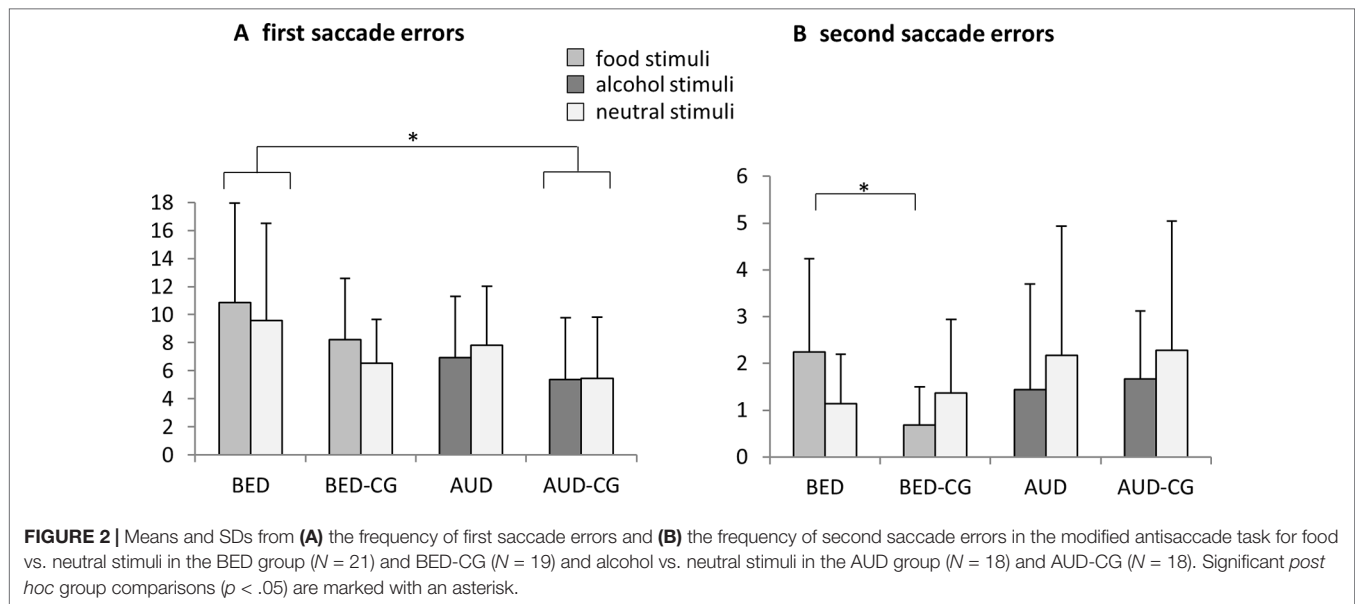 A first saccade errors
B second saccade errors
food stimuli
alcohol stimuli
neutral stimuli
*
18
16
14
12
10
8
6
4
2
0
BED BED-CG AUD AUD-CG
*
6
5
4
3
2
1
0
BED BED-CG AUD AUD-CG
FIGURE 2 | Means and SDs from (A) the frequency of first saccade errors and (B) the frequency of second saccade errors in the modified antisaccade task for food
vs. neutral stimuli in the BED group (N = 21) and BED-CG (N = 19) and alcohol vs. neutral stimuli in the AUD group (N = 18) and AUD-CG (N = 18). Significant post
hoc group comparisons (p < .05) are marked with an asterisk.